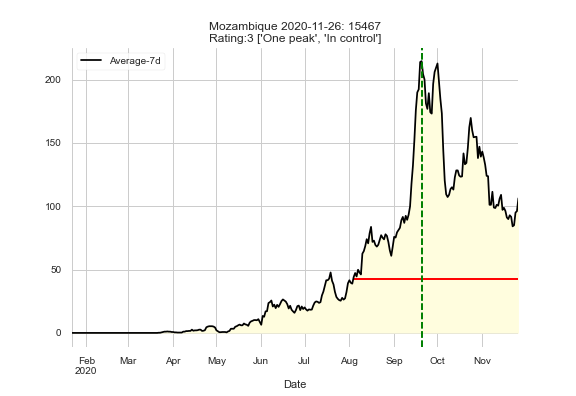 Mozambique 2020-11-26: 15467
Rating:3 ['One peak', 'In control']
Average-7d
200
150
100
50
0
Feb Mar Apr May Jun Jul Aug Sep Oct Nov
2020
Date